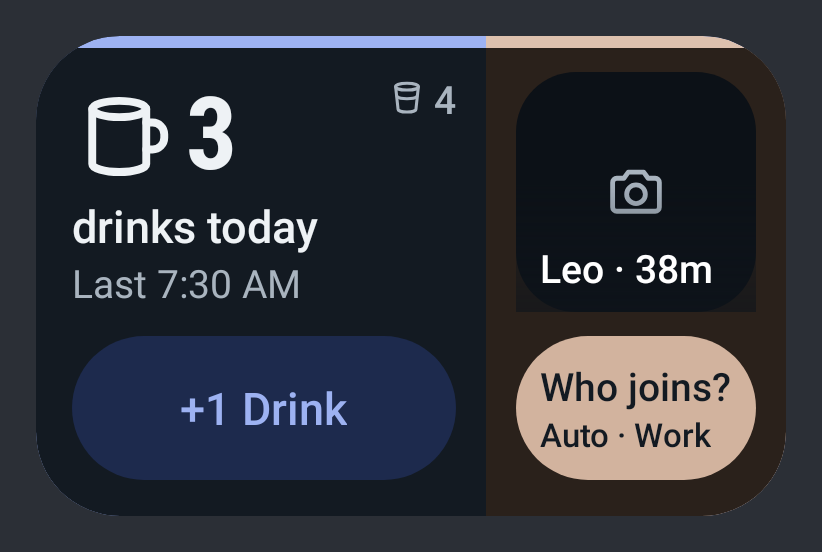 3
4
drinks today
Last 7:30 AM
+1 Drink
Leo · 38m
Who joins?
Auto · Work